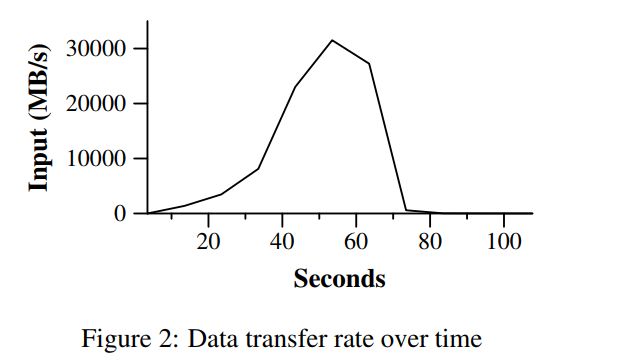 Input (MB/s)
30000
20000
10000
0
20 40 60 80 100
Seconds
Figure 2: Data transfer rate over time